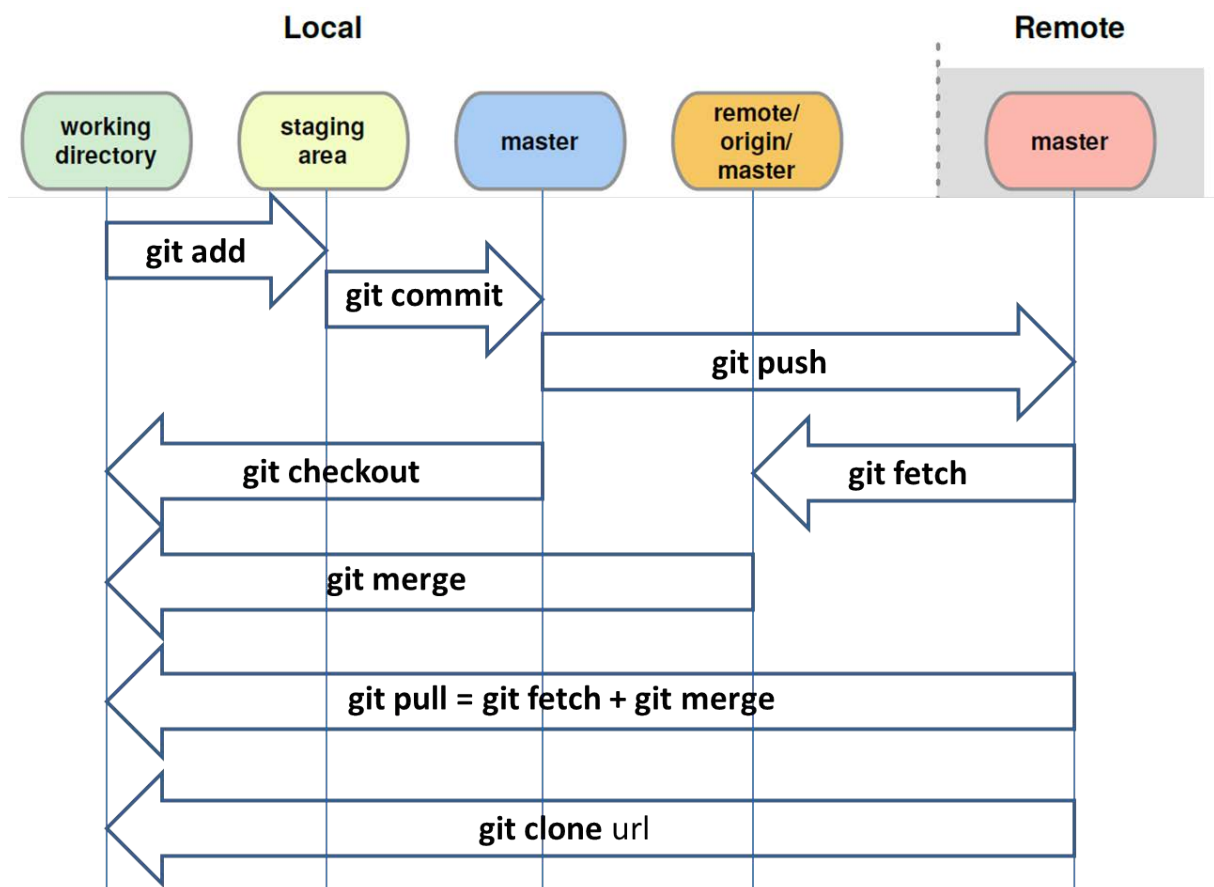 Local
Remote
working
directory
staging
area
master
remote/
origin/
master
master
git add
git commit
git push
git checkout
git fetch
git merge
git pull = git fetch + git merge
git clone url